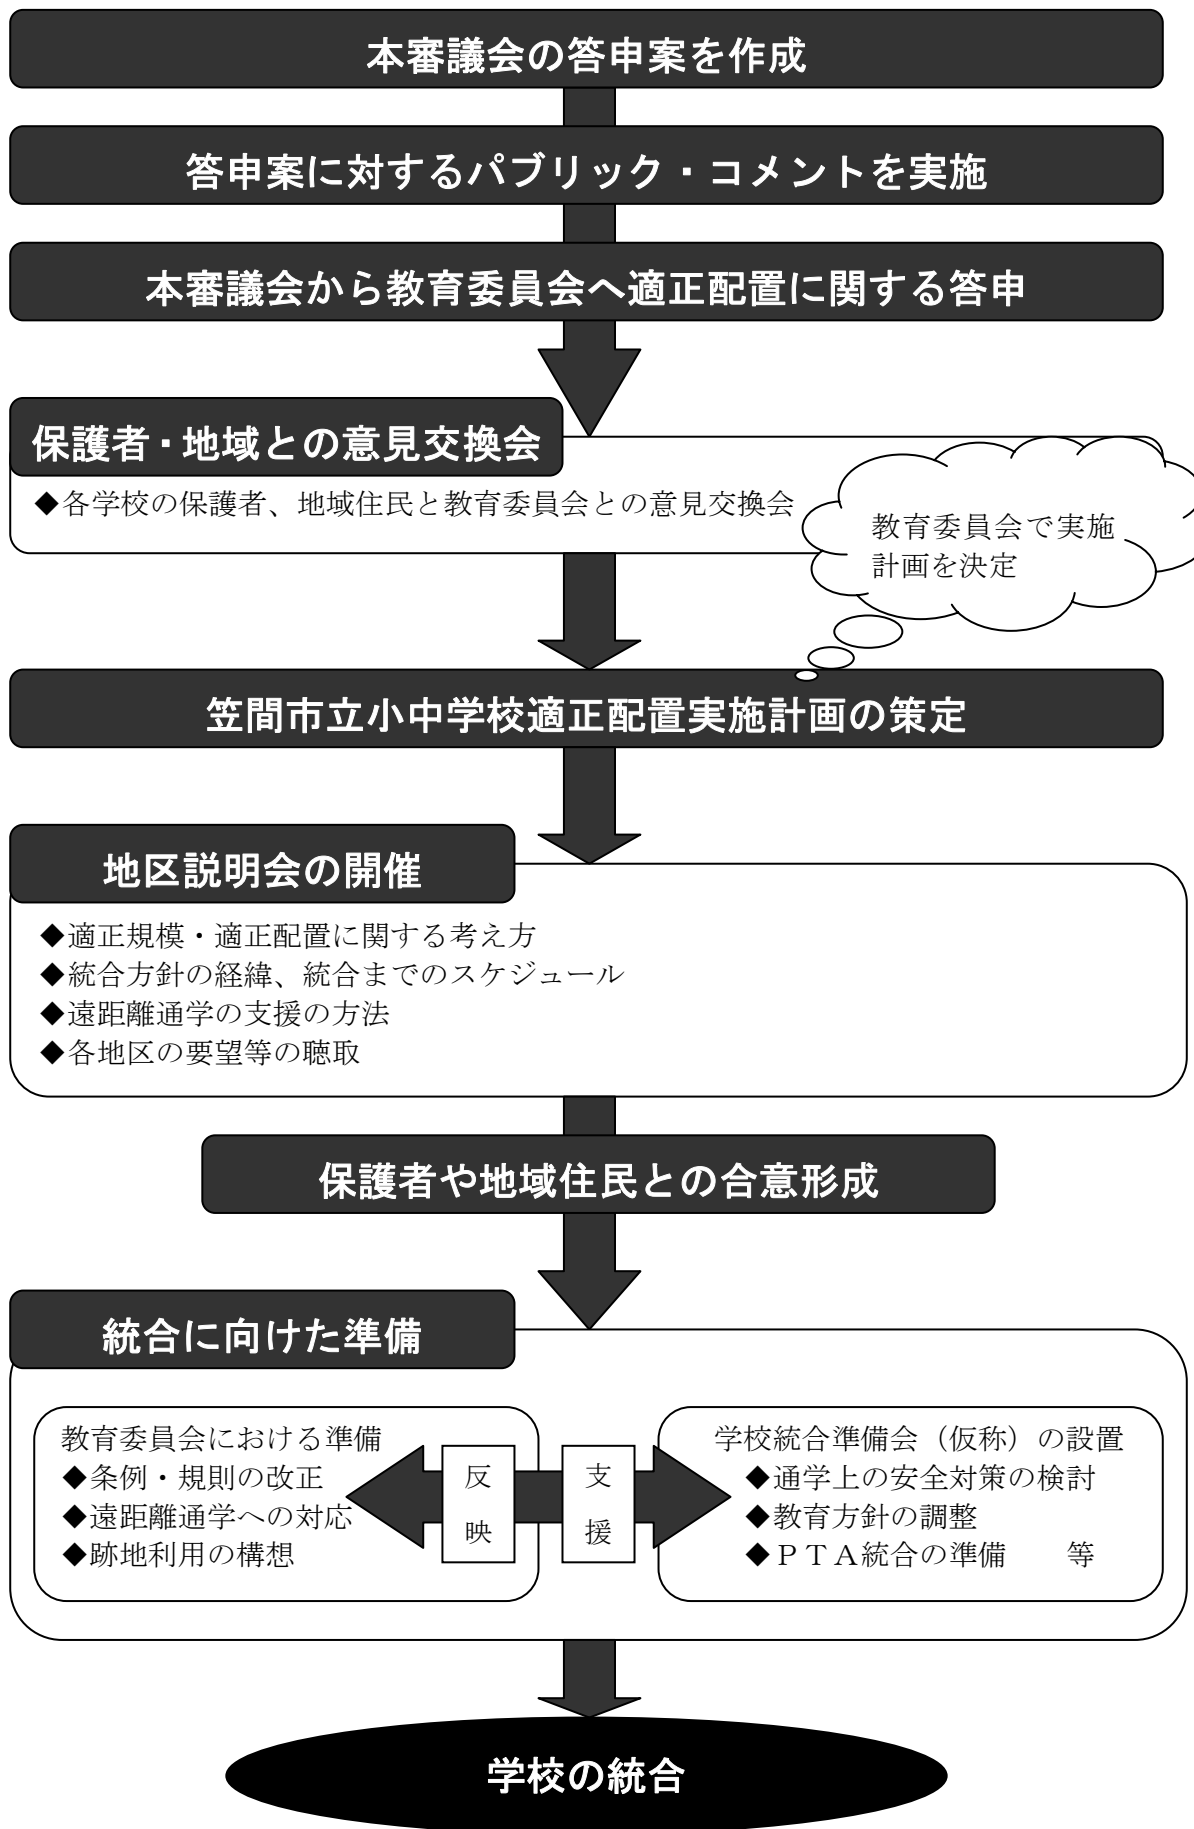 本審議会の答申案を作成
答申案に対するパブリック・コメントを実施
本審議会から教育委員会へ適正配置に関する答申
保護者・地域との意見交換会
◆各学校の保護者、地域住民と教育委員会との意見交換会
教育委員会で実施
計画を決定
笠間市立小中学校適正配置実施計画の策定
地区説明会の開催
◆適正規模・適正配置に関する考え方
◆統合方針の経緯、統合までのスケジュール
◆遠距離通学の支援の方法
◆各地区の要望等の聴取
保護者や地域住民との合意形成
統合に向けた準備
教育委員会における準備
◆条例・規則の改正
◆遠距離通学への対応
◆跡地利用の構想
反映
支援
学校統合準備会（仮称）の設置
◆通学上の安全対策の検討
◆教育方針の調整
◆ＰＴＡ統合の準備　　等
学校の統合